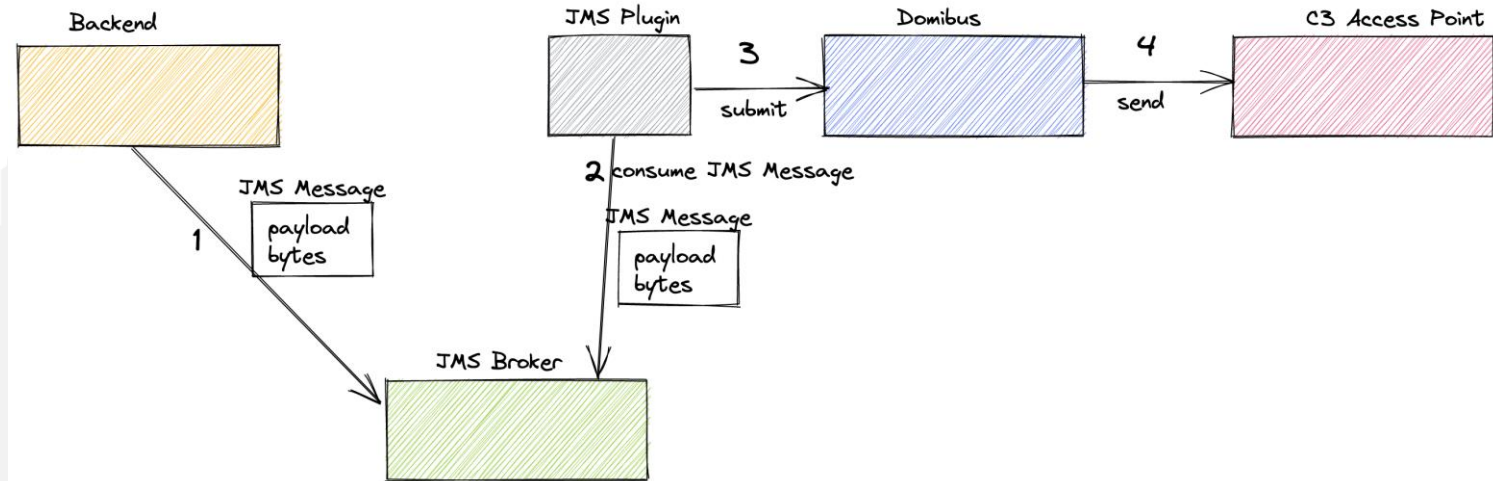 Backend
JMS Plugin
Domibus
C3 Access Point
3
submit
4
send
2 consume JMS Message
JMS Message
payload
bytes
1
JMS Message
payload
bytes
JMS Broker